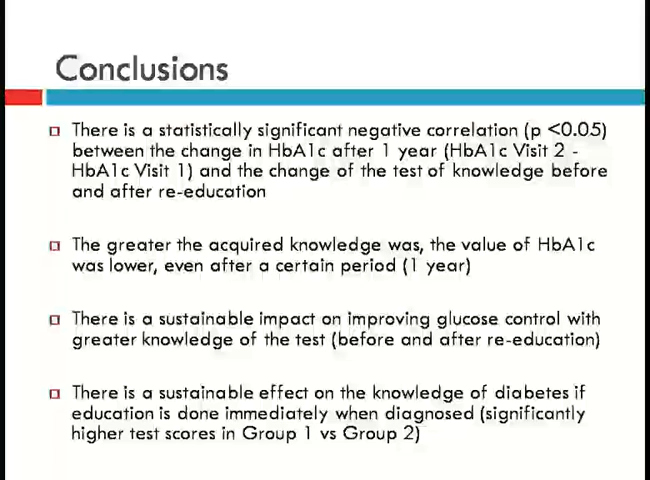 Conclusions
There is a statistically significant negative correlation (p <0.05)
between the change in HbA1c after 1 year (HbA1c Visit 2 -
HbA1c Visit 1) and the change of the test of knowledge before
and after re-education
The greater the acquired knowledge was, the value of HbA1c
was lower, even after a certain period (1 year)
There is a sustainable impact on improving glucose control with
greater knowledge of the test (before and after re-education)
There is a sustainable effect on the knowledge of diabetes if
education is done immediately when diagnosed (significantly
higher test scores in Group 1 vs Group 2)